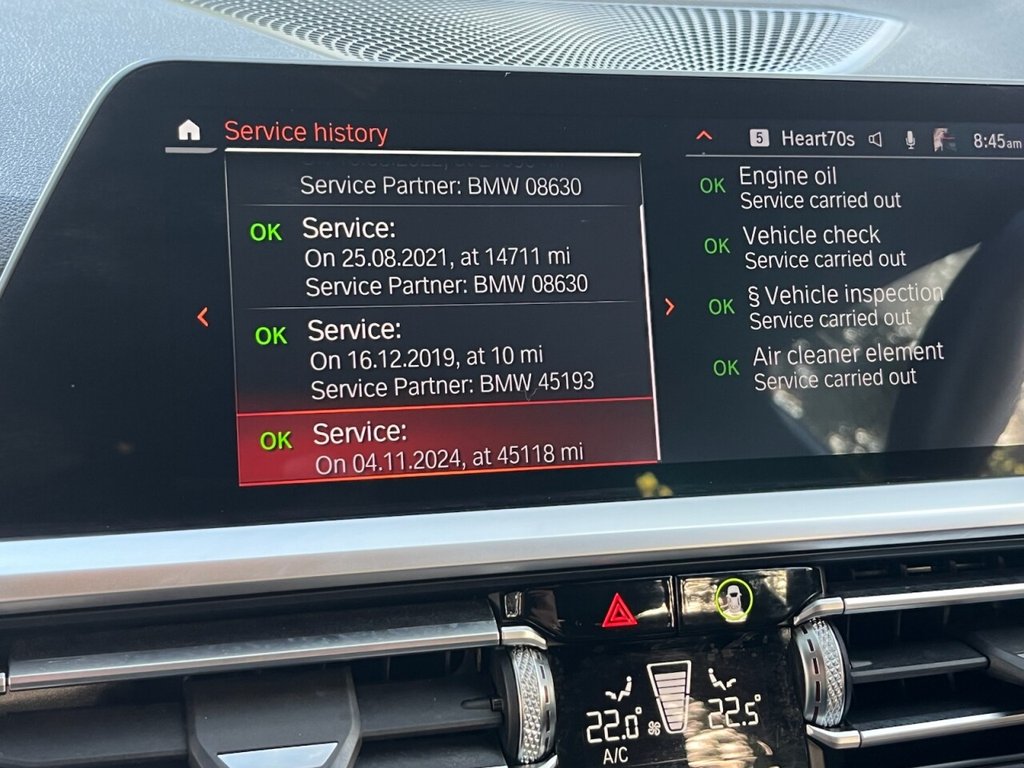 Service history
5 Heart70s 8:45am
Service Partner: BMW 08630
OK Service:
On 25.08.2021, at 14711 mi
Service Partner: BMW 08630
OK Service:
On 16.12.2019, at 10 mi
Service Partner: BMW 45193
OK Service:
On 04.11.2024, at 45118 mi
OK Engine oil
Service carried out
OK Vehicle check
Service carried out
OK § Vehicle inspection
Service carried out
OK Air cleaner element
Service carried out
22.0° 22.5°
A/C